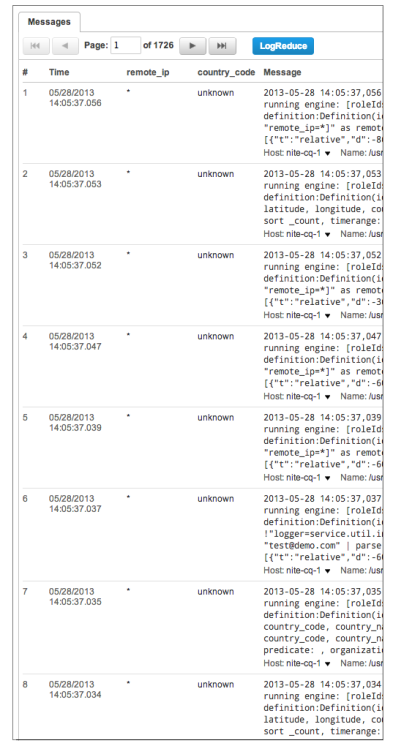 Messages
Page: 1 of 1726 LogReduce
# Time remote_ip country_code Message
1 05/28/2013 * unknown 2013-05-28 14:05:37,056
14:05:37.056 running engine: [roleId
definition:Definition(i
"remote_ip=*]" as remot
[{"t":"relative","d":-8
Host: nite-cq-1 ▼ Name: /usr
2 05/28/2013 * unknown 2013-05-28 14:05:37,053
14:05:37.053 running engine: [roleId
definition:Definition(i
latitude, longitude, co
sort _count, timerange:
Host: nite-cq-1 ▼ Name: /usr
3 05/28/2013 * unknown 2013-05-28 14:05:37,052
14:05:37.052 running engine: [roleId
definition:Definition(i
"remote_ip=*]" as remot
[{"t":"relative","d":-3
Host: nite-cq-1 ▼ Name: /usr
4 05/28/2013 * unknown 2013-05-28 14:05:37,047
14:05:37.047 running engine: [roleId
definition:Definition(i
"remote_ip=*]" as remot
[{"t":"relative","d":-6
Host: nite-cq-1 ▼ Name: /usr
5 05/28/2013 * unknown 2013-05-28 14:05:37,039
14:05:37.039 running engine: [roleId
definition:Definition(i
"remote_ip=*]" as remot
[{"t":"relative","d":-6
Host: nite-cq-1 ▼ Name: /usr
6 05/28/2013 * unknown 2013-05-28 14:05:37,037
14:05:37.037 running engine: [roleId
definition:Definition(i
!"logger=service.util.i
"test@demo.com" | parse
[{"t":"relative","d":-6
Host: nite-cq-1 ▼ Name: /usr
7 05/28/2013 * unknown 2013-05-28 14:05:37,035
14:05:37.035 running engine: [roleId
definition:Definition(i
country_code, country_n
country_code, country_n
predicate: , organizati
Host: nite-cq-1 ▼ Name: /usr
8 05/28/2013 * unknown 2013-05-28 14:05:37,034
14:05:37.034 running engine: [roleId
definition:Definition(i
latitude, longitude, co
sort _count, timerange: